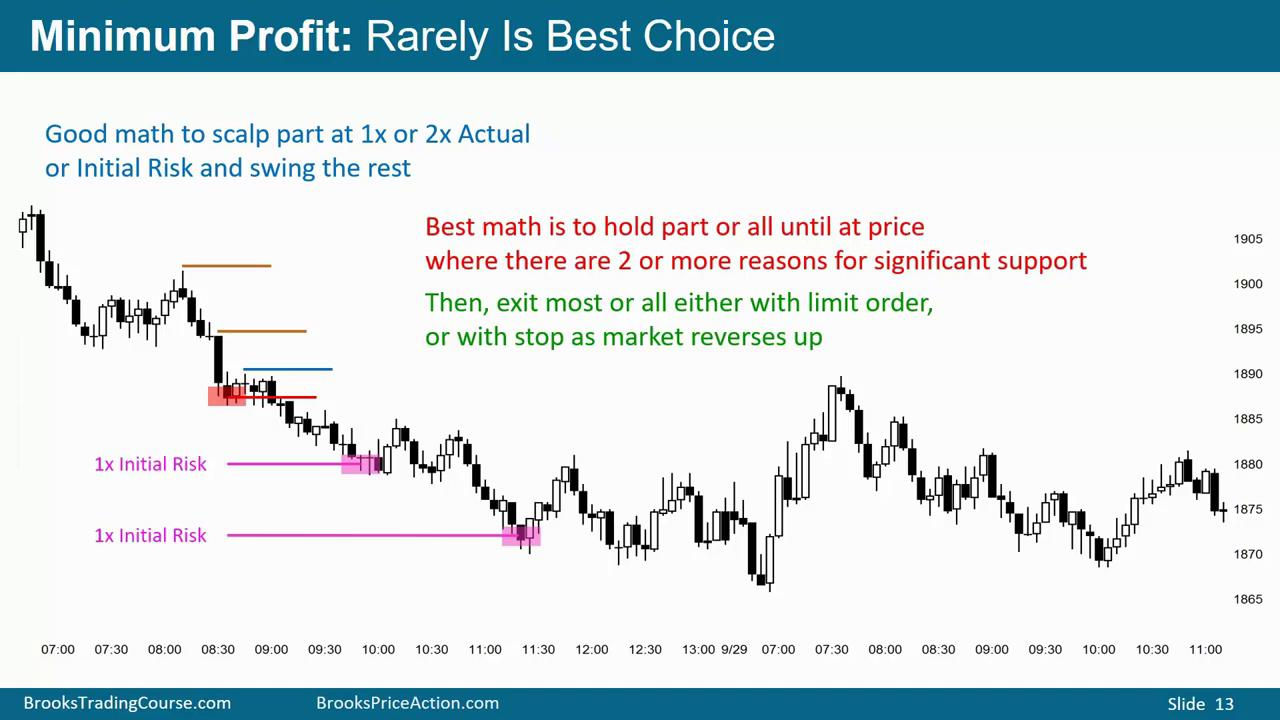 Minimum Profit: Rarely Is Best Choice
Good math to scalp part at 1x or 2x Actual
or Initial Risk and swing the rest
Best math is to hold part or all until at price
where there are 2 or more reasons for significant support
Then, exit most or all either with limit order,
or with stop as market reverses up
1905
1900
1895
1890
1885
1880
1875
1870
1865
1x Initial Risk
1x Initial Risk
07:00 07:30 08:00 08:30 09:00 09:30 10:00 10:30 11:00 11:30 12:00 12:30 13:00 9/29 07:00 07:30 08:00 08:30 09:00 09:30 10:00 10:30 11:00
BrooksTradingCourse.com BrooksPriceAction.com Slide 13